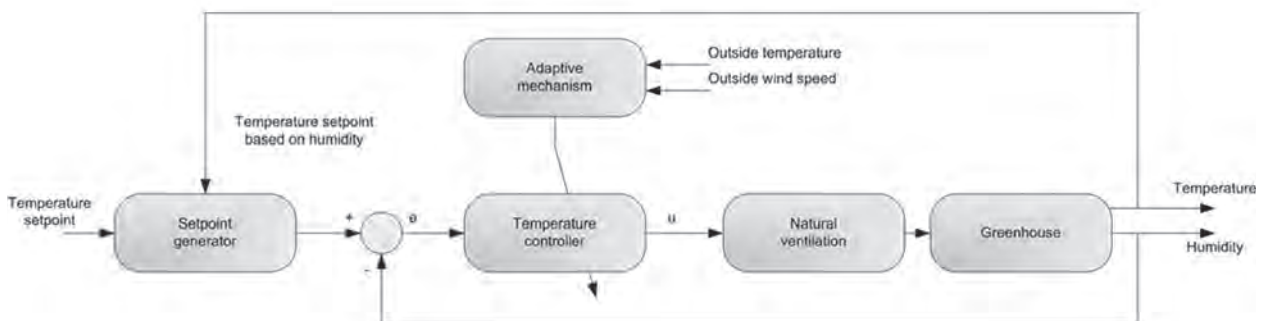 Adaptive
mechanism
Outside temperature
Outside wind speed
Temperature setpoint
based on humidity
Temperature
setpoint
Setpoint
generator
+
-
e
Temperature
controller
u
Natural
ventilation
Greenhouse
Temperature
Humidity